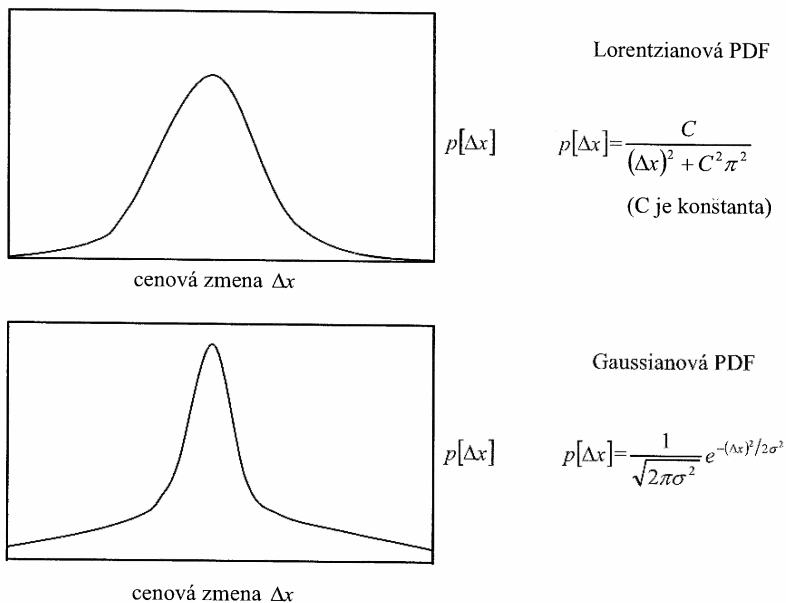 Lorentzianová PDF
p[Δx]
p[Δx]=C/((Δx)²+C²π²)
(C je konštanta)
cenová zmena Δx
Gaussianová PDF
p[Δx]
p[Δx]=1/√(2πσ²) e^(-(Δx)²/2σ²)
cenová zmena Δx